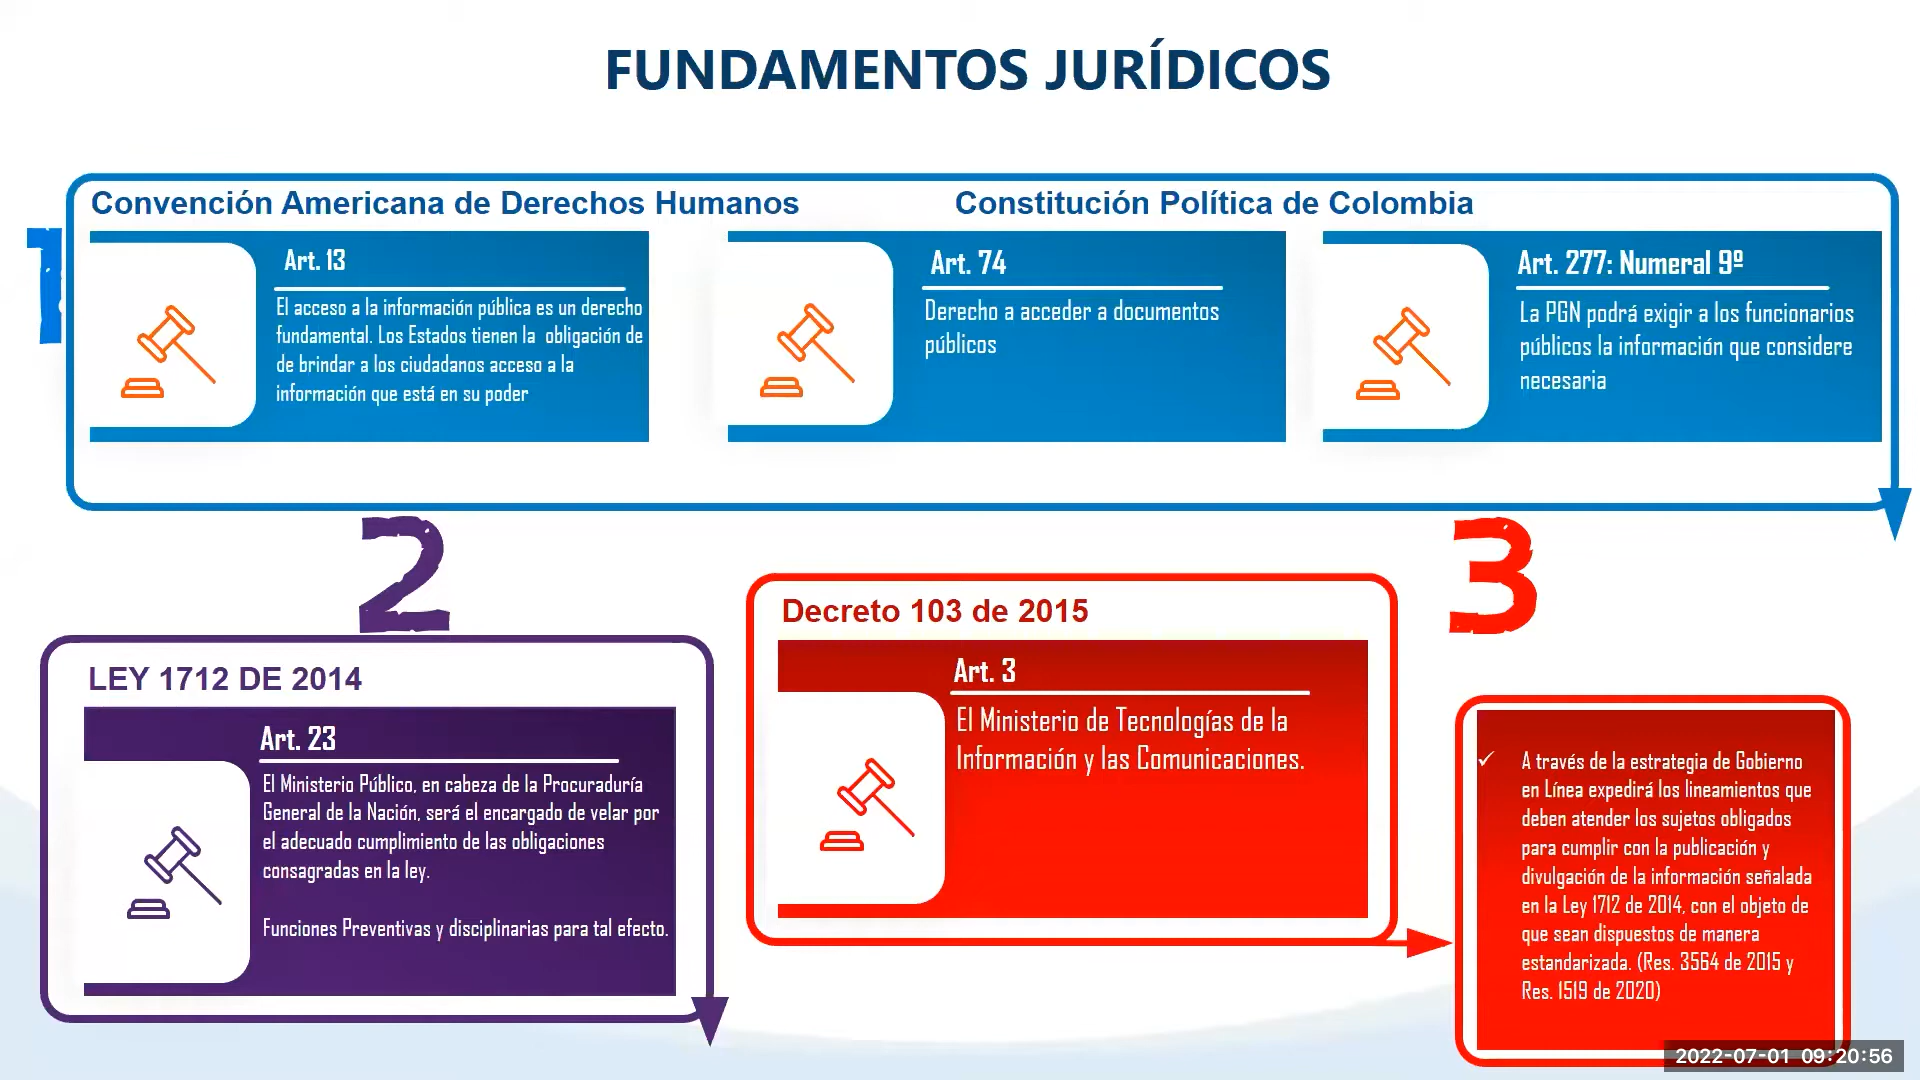 FUNDAMENTOS JURÍDICOS
1
Convención Americana de Derechos Humanos
Art. 13
El acceso a la información pública es un derecho
fundamental. Los Estados tienen la obligación de
de brindar a los ciudadanos acceso a la
información que está en su poder
Constitución Política de Colombia
Art. 74
Derecho a acceder a documentos
públicos
Art. 277: Numeral 9º
La PGN podrá exigir a los funcionarios
públicos la información que considere
necesaria
2
LEY 1712 DE 2014
Art. 23
El Ministerio Público, en cabeza de la Procuraduría
General de la Nación, será el encargado de velar por
el adecuado cumplimiento de las obligaciones
consagradas en la ley.
Funciones Preventivas y disciplinarias para tal efecto.
3
Decreto 103 de 2015
Art. 3
El Ministerio de Tecnologías de la
Información y las Comunicaciones.
✓ A través de la estrategia de Gobierno
en Línea expedirá los lineamientos que
deben atender los sujetos obligados
para cumplir con la publicación y
divulgación de la información señalada
en la Ley 1712 de 2014, con el objeto de
que sean dispuestos de manera
estandarizada. (Res. 3564 de 2015 y
Res. 1519 de 2020)
2022-07-01 09:20:56